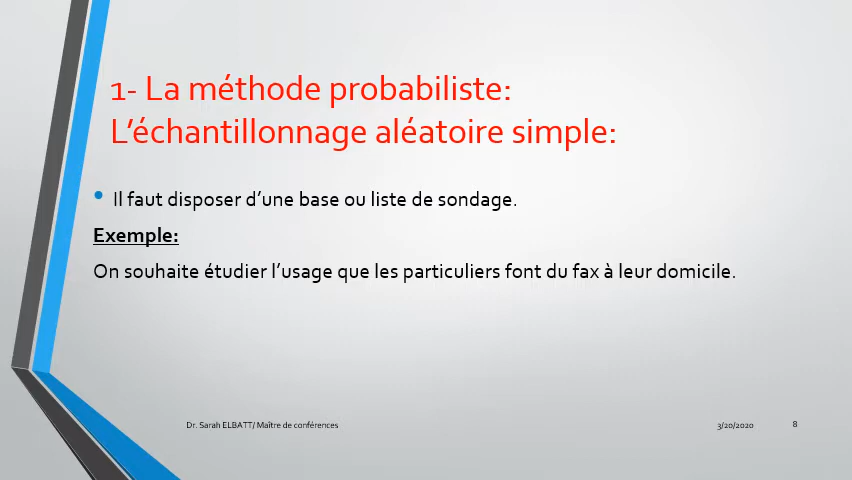 1- La méthode probabiliste:
L’échantillonnage aléatoire simple:
• Il faut disposer d’une base ou liste de sondage.
Exemple:
On souhaite étudier l’usage que les particuliers font du fax à leur domicile.
Dr. Sarah ELBATT/ Maître de conférences
3/20/2020
8